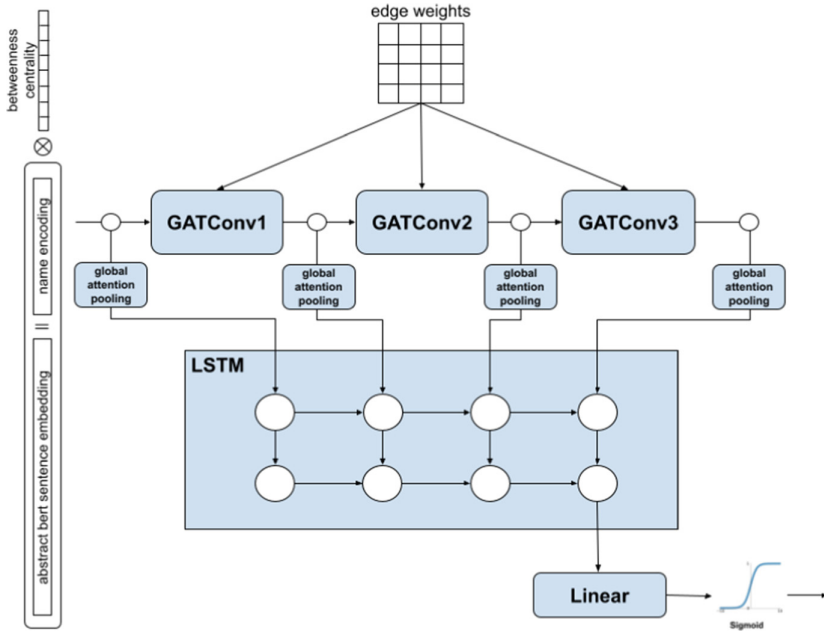 edge weights
betweenness
centrality
name encoding
||
abstract bert sentence embedding
GATConv1
GATConv2
GATConv3
global
attention
pooling
global
attention
pooling
global
attention
pooling
global
attention
pooling
LSTM
Linear
Sigmoid